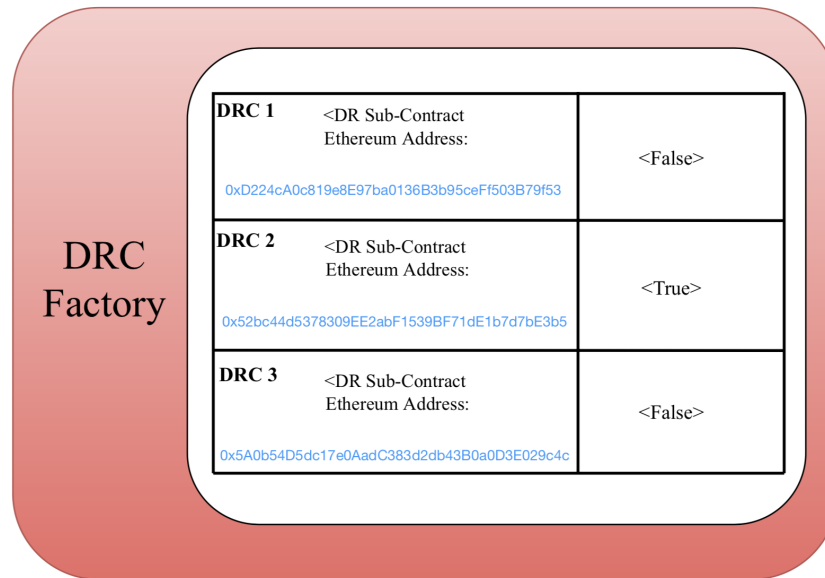 DRC
Factory
DRC 1
<DR Sub-Contract
Ethereum Address:
0xD224cA0c819e8E97ba0136B3b95ceFf503B79f53
<False>
DRC 2
<DR Sub-Contract
Ethereum Address:
0x52bc44d5378309EE2abF1539BF71dE1b7d7bE3b5
<True>
DRC 3
<DR Sub-Contract
Ethereum Address:
0x5A0b54D5dc17e0AadC383d2db43B0a0D3E029c4c
<False>